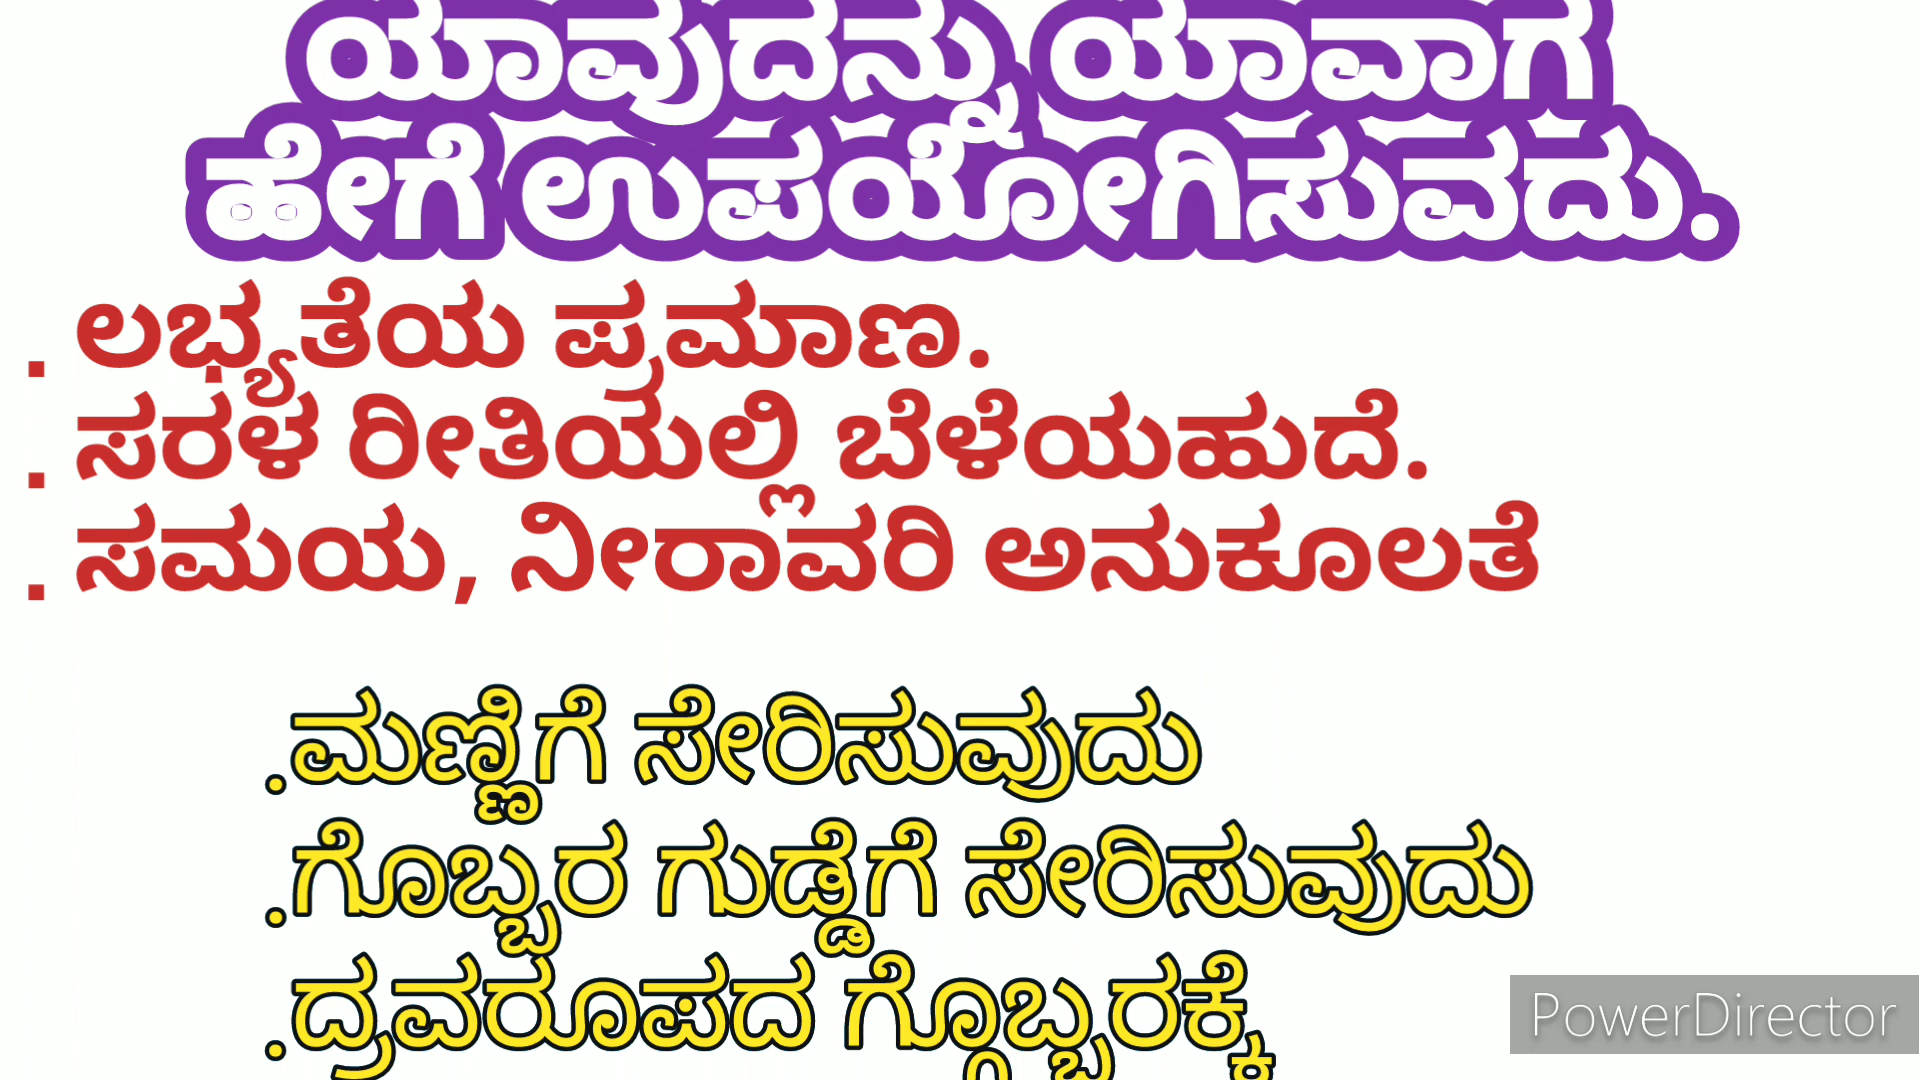 ಯಾವುದನ್ನು ಯಾವಾಗ
ಹೇಗೆ ಉಪಯೋಗಿಸುವದು.
. ಲಭ್ಯತೆಯ ಪ್ರಮಾಣ.
. ಸರಳ ರೀತಿಯಲ್ಲಿ ಬೆಳೆಯಹುದೆ.
. ಸಮಯ, ನೀರಾವರಿ ಅನುಕೂಲತೆ
.ಮಣ್ಣಿಗೆ ಸೇರಿಸುವುದು
.ಗೊಬ್ಬರ ಗುಡ್ಡೆಗೆ ಸೇರಿಸುವುದು
.ದ್ರವರೂಪದ ಗ್ಗೊಬ್ಬರಕ್ಕೆ
PowerDirector